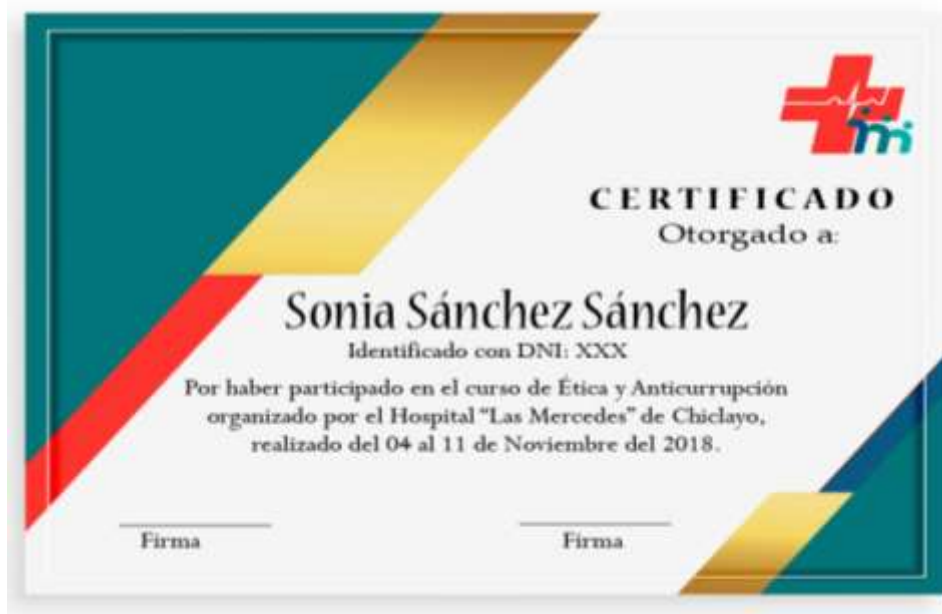 CERTIFICADO
Otorgado a:
Sonia Sánchez Sánchez
Identificado con DNI: XXX
Por haber participado en el curso de Ética y Anticurrupción
organizado por el Hospital “Las Mercedes” de Chiclayo,
realizado del 04 al 11 de Noviembre del 2018.
Firma
Firma